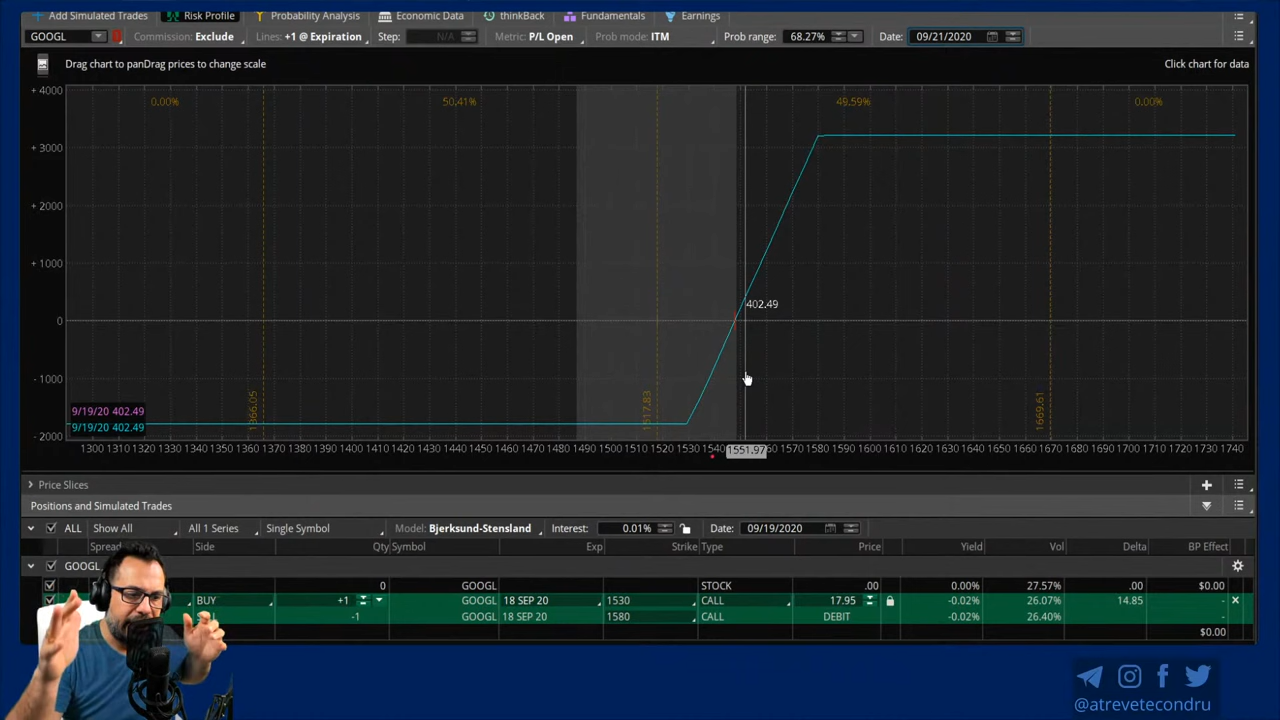 Add Simulated Trades Risk Profile Probability Analysis Economic Data thinkBack Fundamentals Earnings
GOOGL Commission: Exclude Lines: +1 @ Expiration Step: N/A Metric: P/L Open Prob mode: ITM Prob range: 68.27% Date: 09/21/2020
Drag chart to panDrag prices to change scale Click chart for data
+ 4000
0.00% 50.41% 49.59% 0.00%
+ 3000
+ 2000
+ 1000
402.49
0
- 1000
1366.05 1517.83 1669.61
9/19/20 402.49
9/19/20 402.49
- 2000
1300 1310 1320 1330 1340 1350 1360 1370 1380 1390 1400 1410 1420 1430 1440 1450 1460 1470 1480 1490 1500 1510 1520 1530 1540 1551.97 60 1570 1580 1590 1600 1610 1620 1630 1640 1650 1660 1670 1680 1690 1700 1710 1720 1730 1740
Price Slices
Positions and Simulated Trades
ALL Show All All 1 Series Single Symbol Model: Bjerksund-Stensland Interest: 0.01% Date: 09/19/2020
Spread Side Qty Symbol Exp Strike Type Price Yield Vol Delta BP Effect
GOOGL
0 GOOGL STOCK .00 0.00% 27.57% .00 $0.00
BUY +1 GOOGL 18 SEP 20 1530 CALL 17.95 -0.02% 26.07% 14.85
-1 GOOGL 18 SEP 20 1580 CALL DEBIT -0.02% 26.40%
$0.00
@atrevetecondru